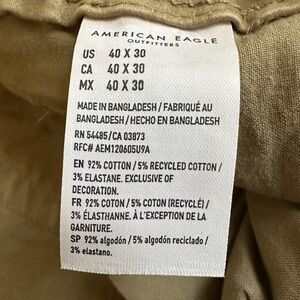 AMERICAN EAGLE
OUTFITTERS
US 40 X 30
CA 40 X 30
MX 40 X 30
MADE IN BANGLADESH / FABRIQUÉ AU
BANGLADESH / HECHO EN BANGLADESH
RN 54485/CA 03873
RFC# AEM120605U9A
EN 92% COTTON / 5% RECYCLED COTTON /
3% ELASTANE. EXCLUSIVE OF
DECORATION.
FR 92% COTON / 5% COTON (RECYCLÉ) /
3% ÉLASTHANNE. À L'EXCEPTION DE LA
GARNITURE.
SP 92% algodón / 5% algodón reciclado /
3% elastano.